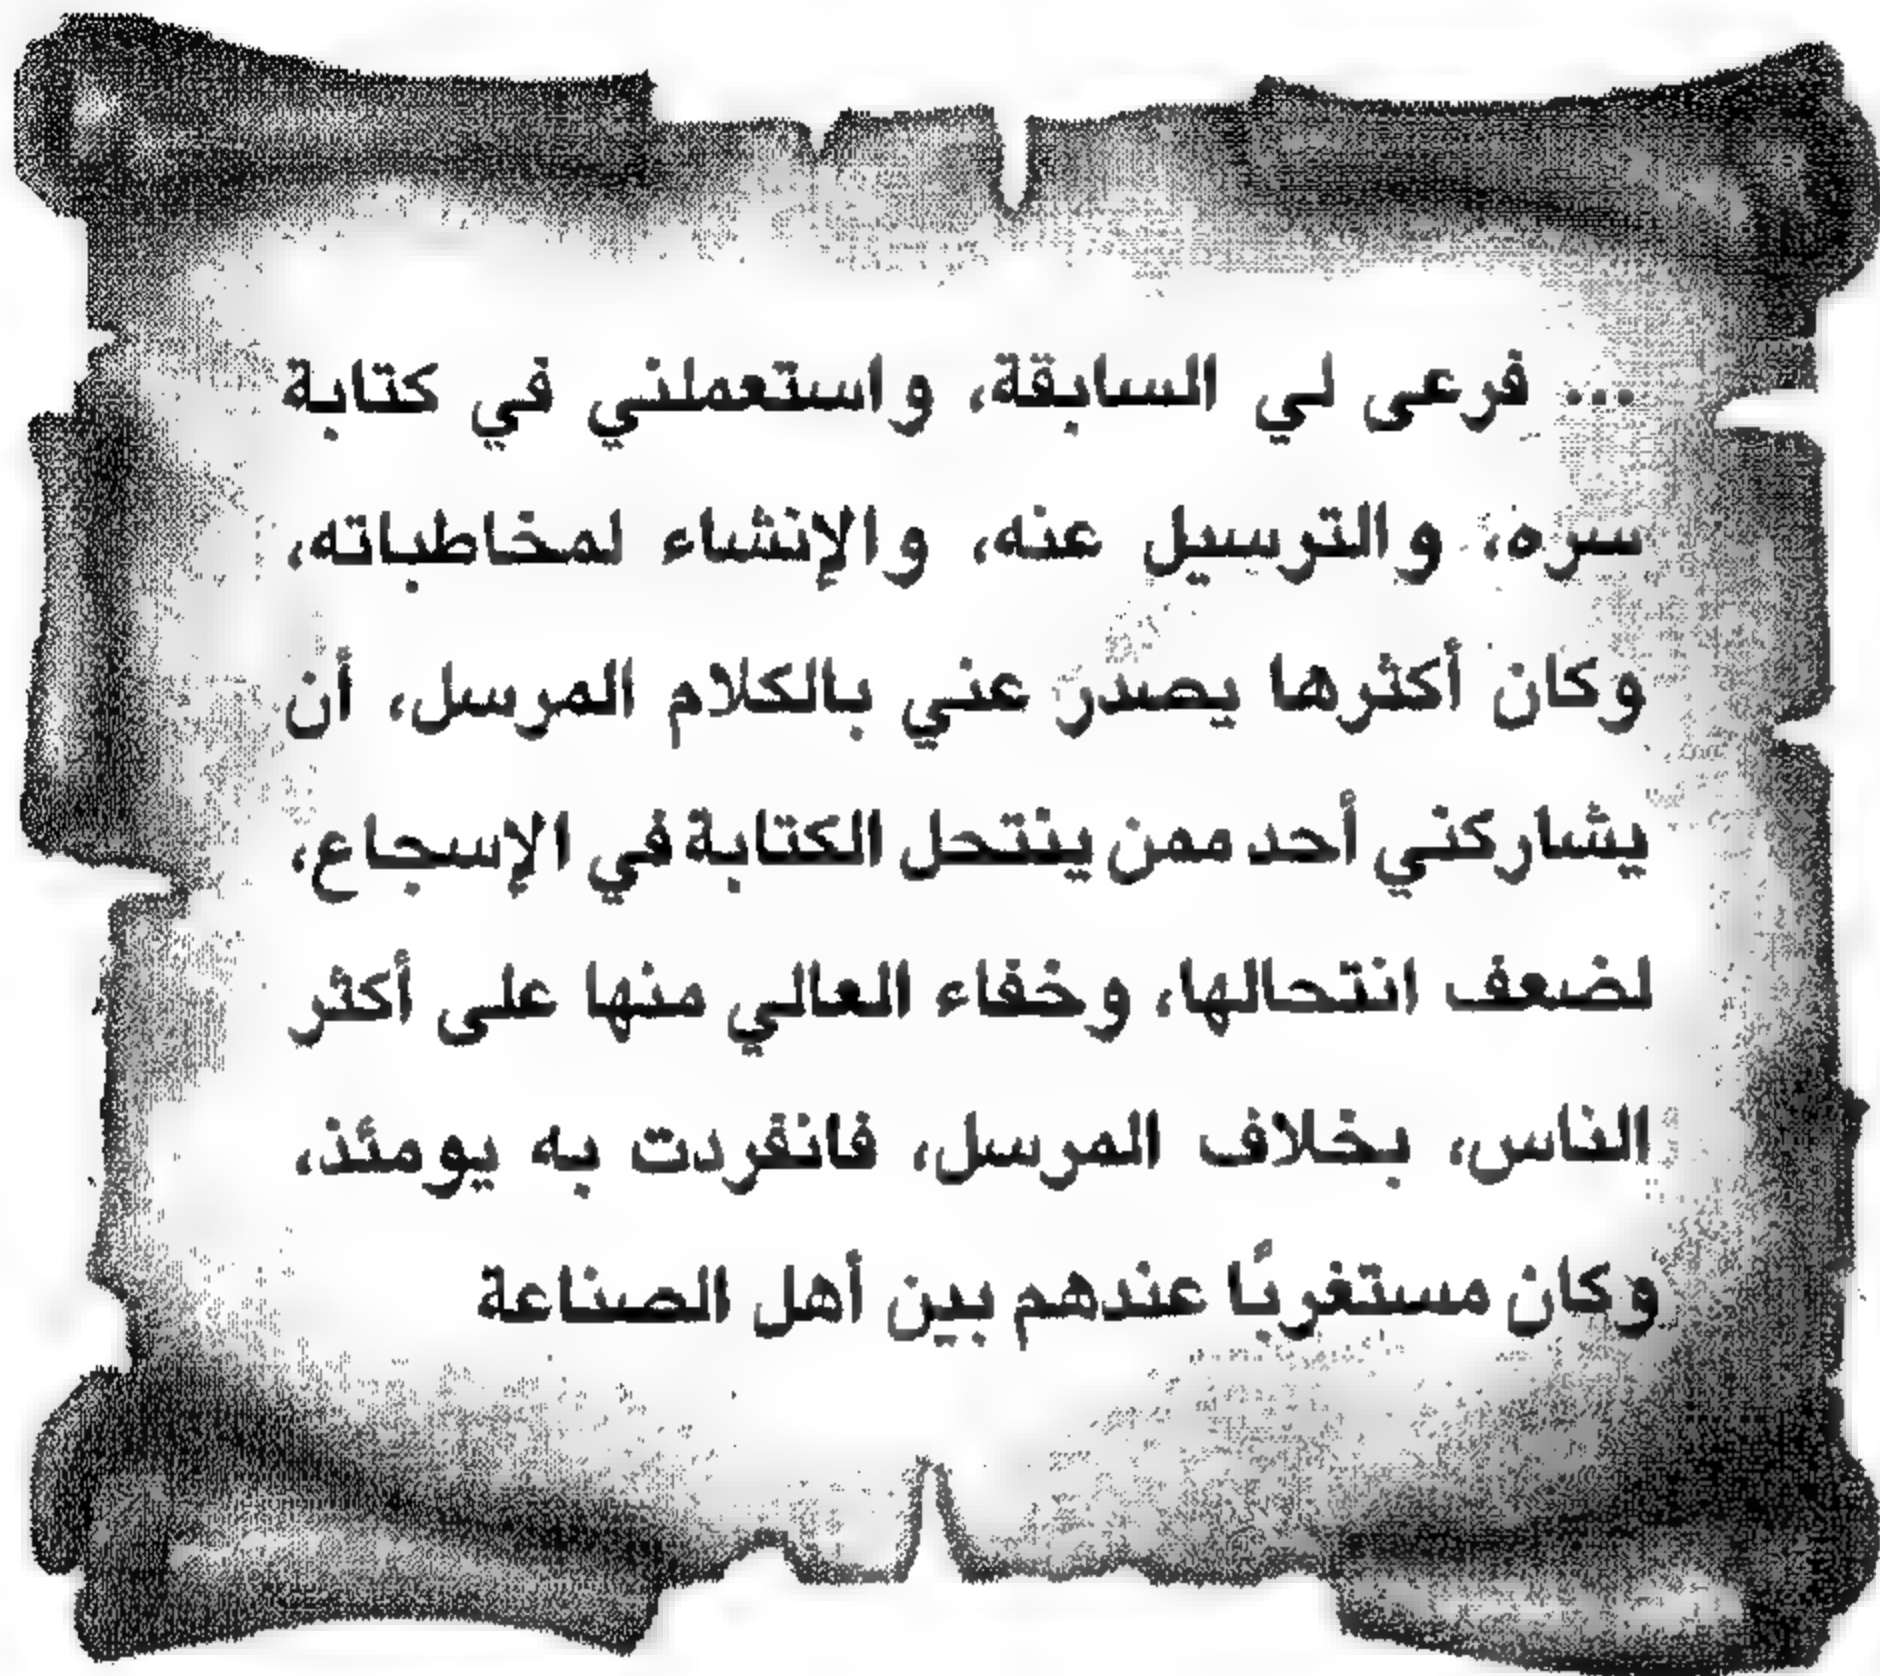 ... فرعى لي السابقة، واستعملني في كتابة
سره، والترسيل عنه، والإنشاء لمخاطباته،
وكان أكثرها يصدر عني بالكلام المرسل، أن
يشاركني أحد ممن ينتحل الكتابة في الإسجاع،
لضعف انتحالها، وخفاء العالي منها على أكثر
الناس، بخلاف المرسل، فانفردت به يومئذ،
وكان مستغربًا عندهم بين أهل الصناعة